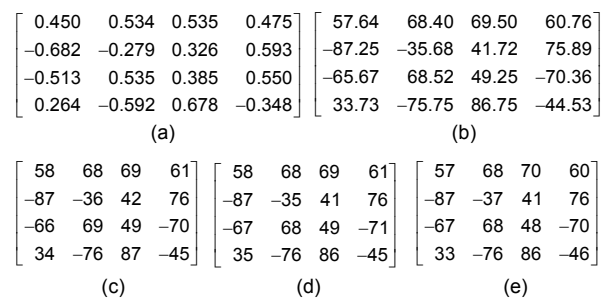 0.450 0.534 0.535 0.475
−0.682 −0.279 0.326 0.593
−0.513 0.535 0.385 0.550
0.264 −0.592 0.678 −0.348
(a)
57.64 68.40 69.50 60.76
−87.25 −35.68 41.72 75.89
−65.67 68.52 49.25 −70.36
33.73 −75.75 86.75 −44.53
(b)
58 68 69 61
−87 −36 42 76
−66 69 49 −70
34 −76 87 −45
(c)
58 68 69 61
−87 −35 41 76
−67 68 49 −71
35 −76 86 −45
(d)
57 68 70 60
−87 −37 41 76
−67 68 48 −70
33 −76 86 −46
(e)